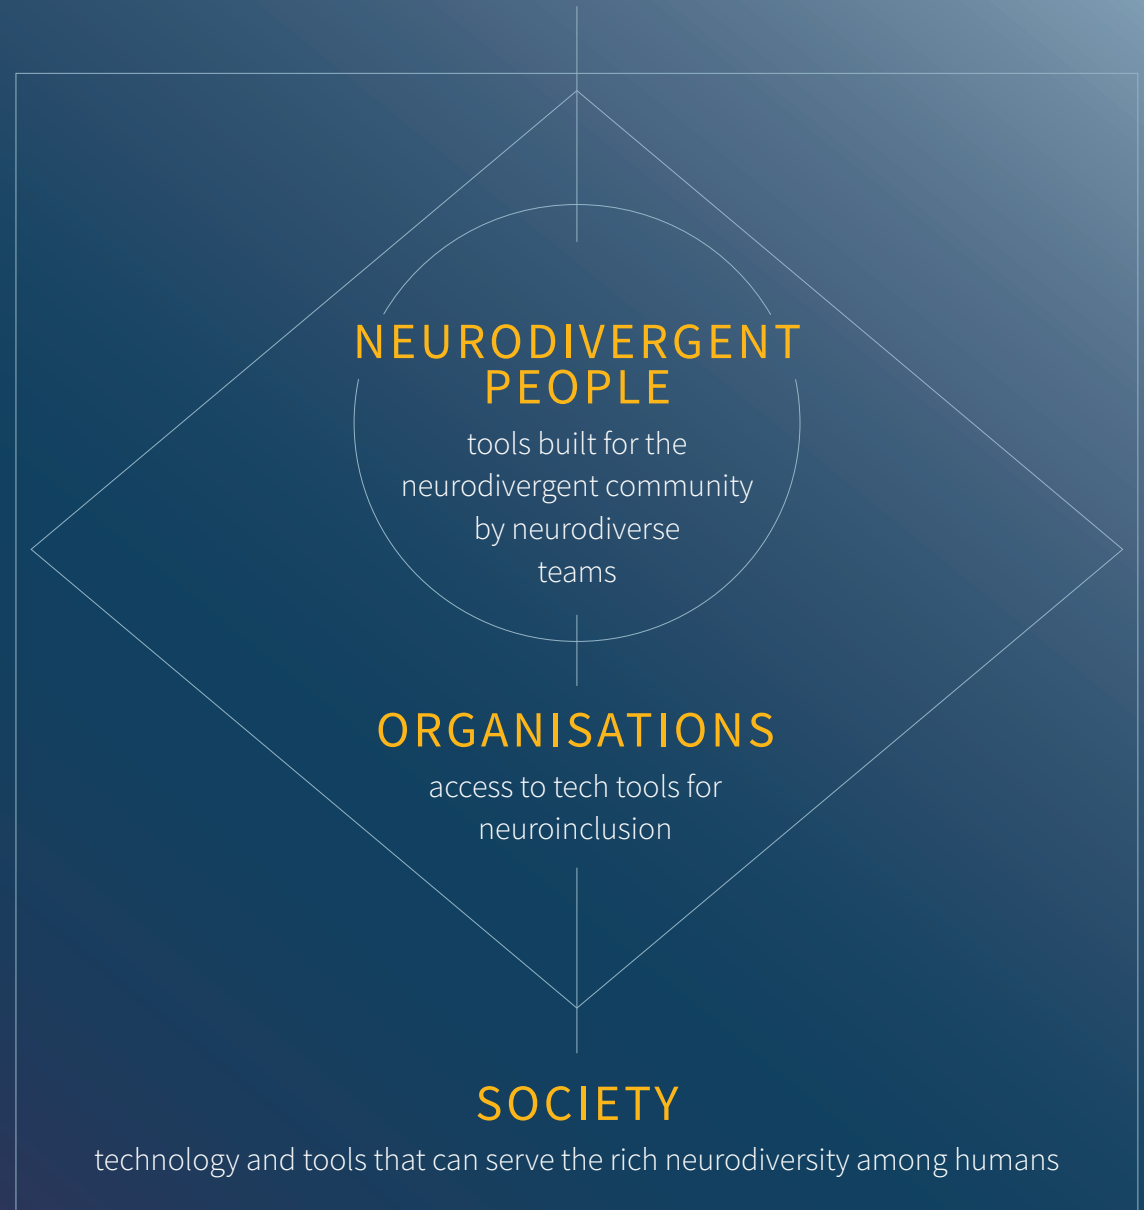 NEURODIVERGENT
PEOPLE
tools built for the
neurodivergent community
by neurodiverse
teams
ORGANISATIONS
access to tech tools for
neuroinclusion
SOCIETY
technology and tools that can serve the rich neurodiversity among humans